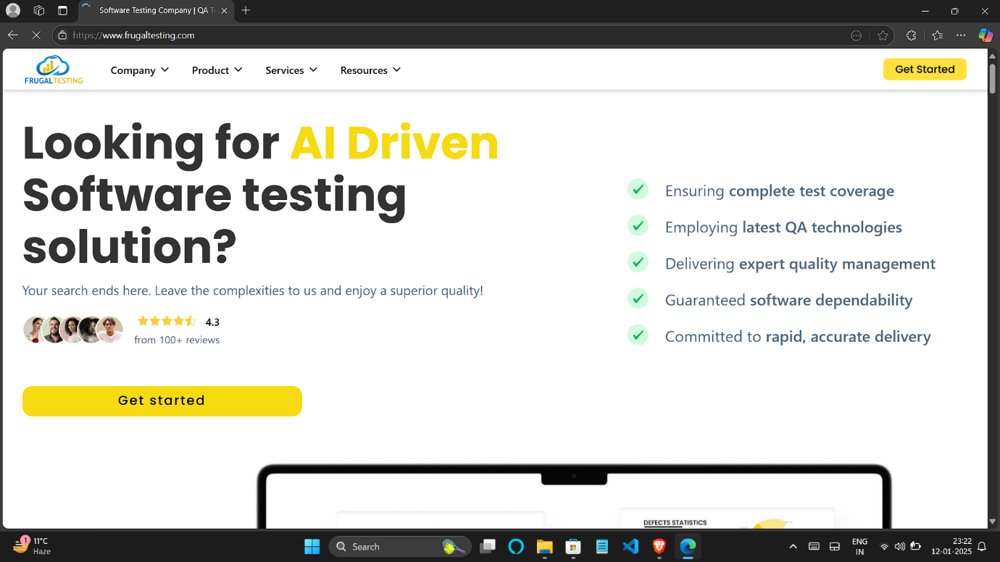 Software Testing Company | QA Te
https://www.frugaltesting.com
FRUGALTESTING
Company
Product
Services
Resources
Get Started
Looking for AI Driven
Software testing
solution?
Your search ends here. Leave the complexities to us and enjoy a superior quality!
4.3
from 100+ reviews
Get started
Ensuring complete test coverage
Employing latest QA technologies
Delivering expert quality management
Guaranteed software dependability
Committed to rapid, accurate delivery
DEFECTS STATISTICS
1
11°C
Haze
Search
ENG
IN
23:22
12-01-2025